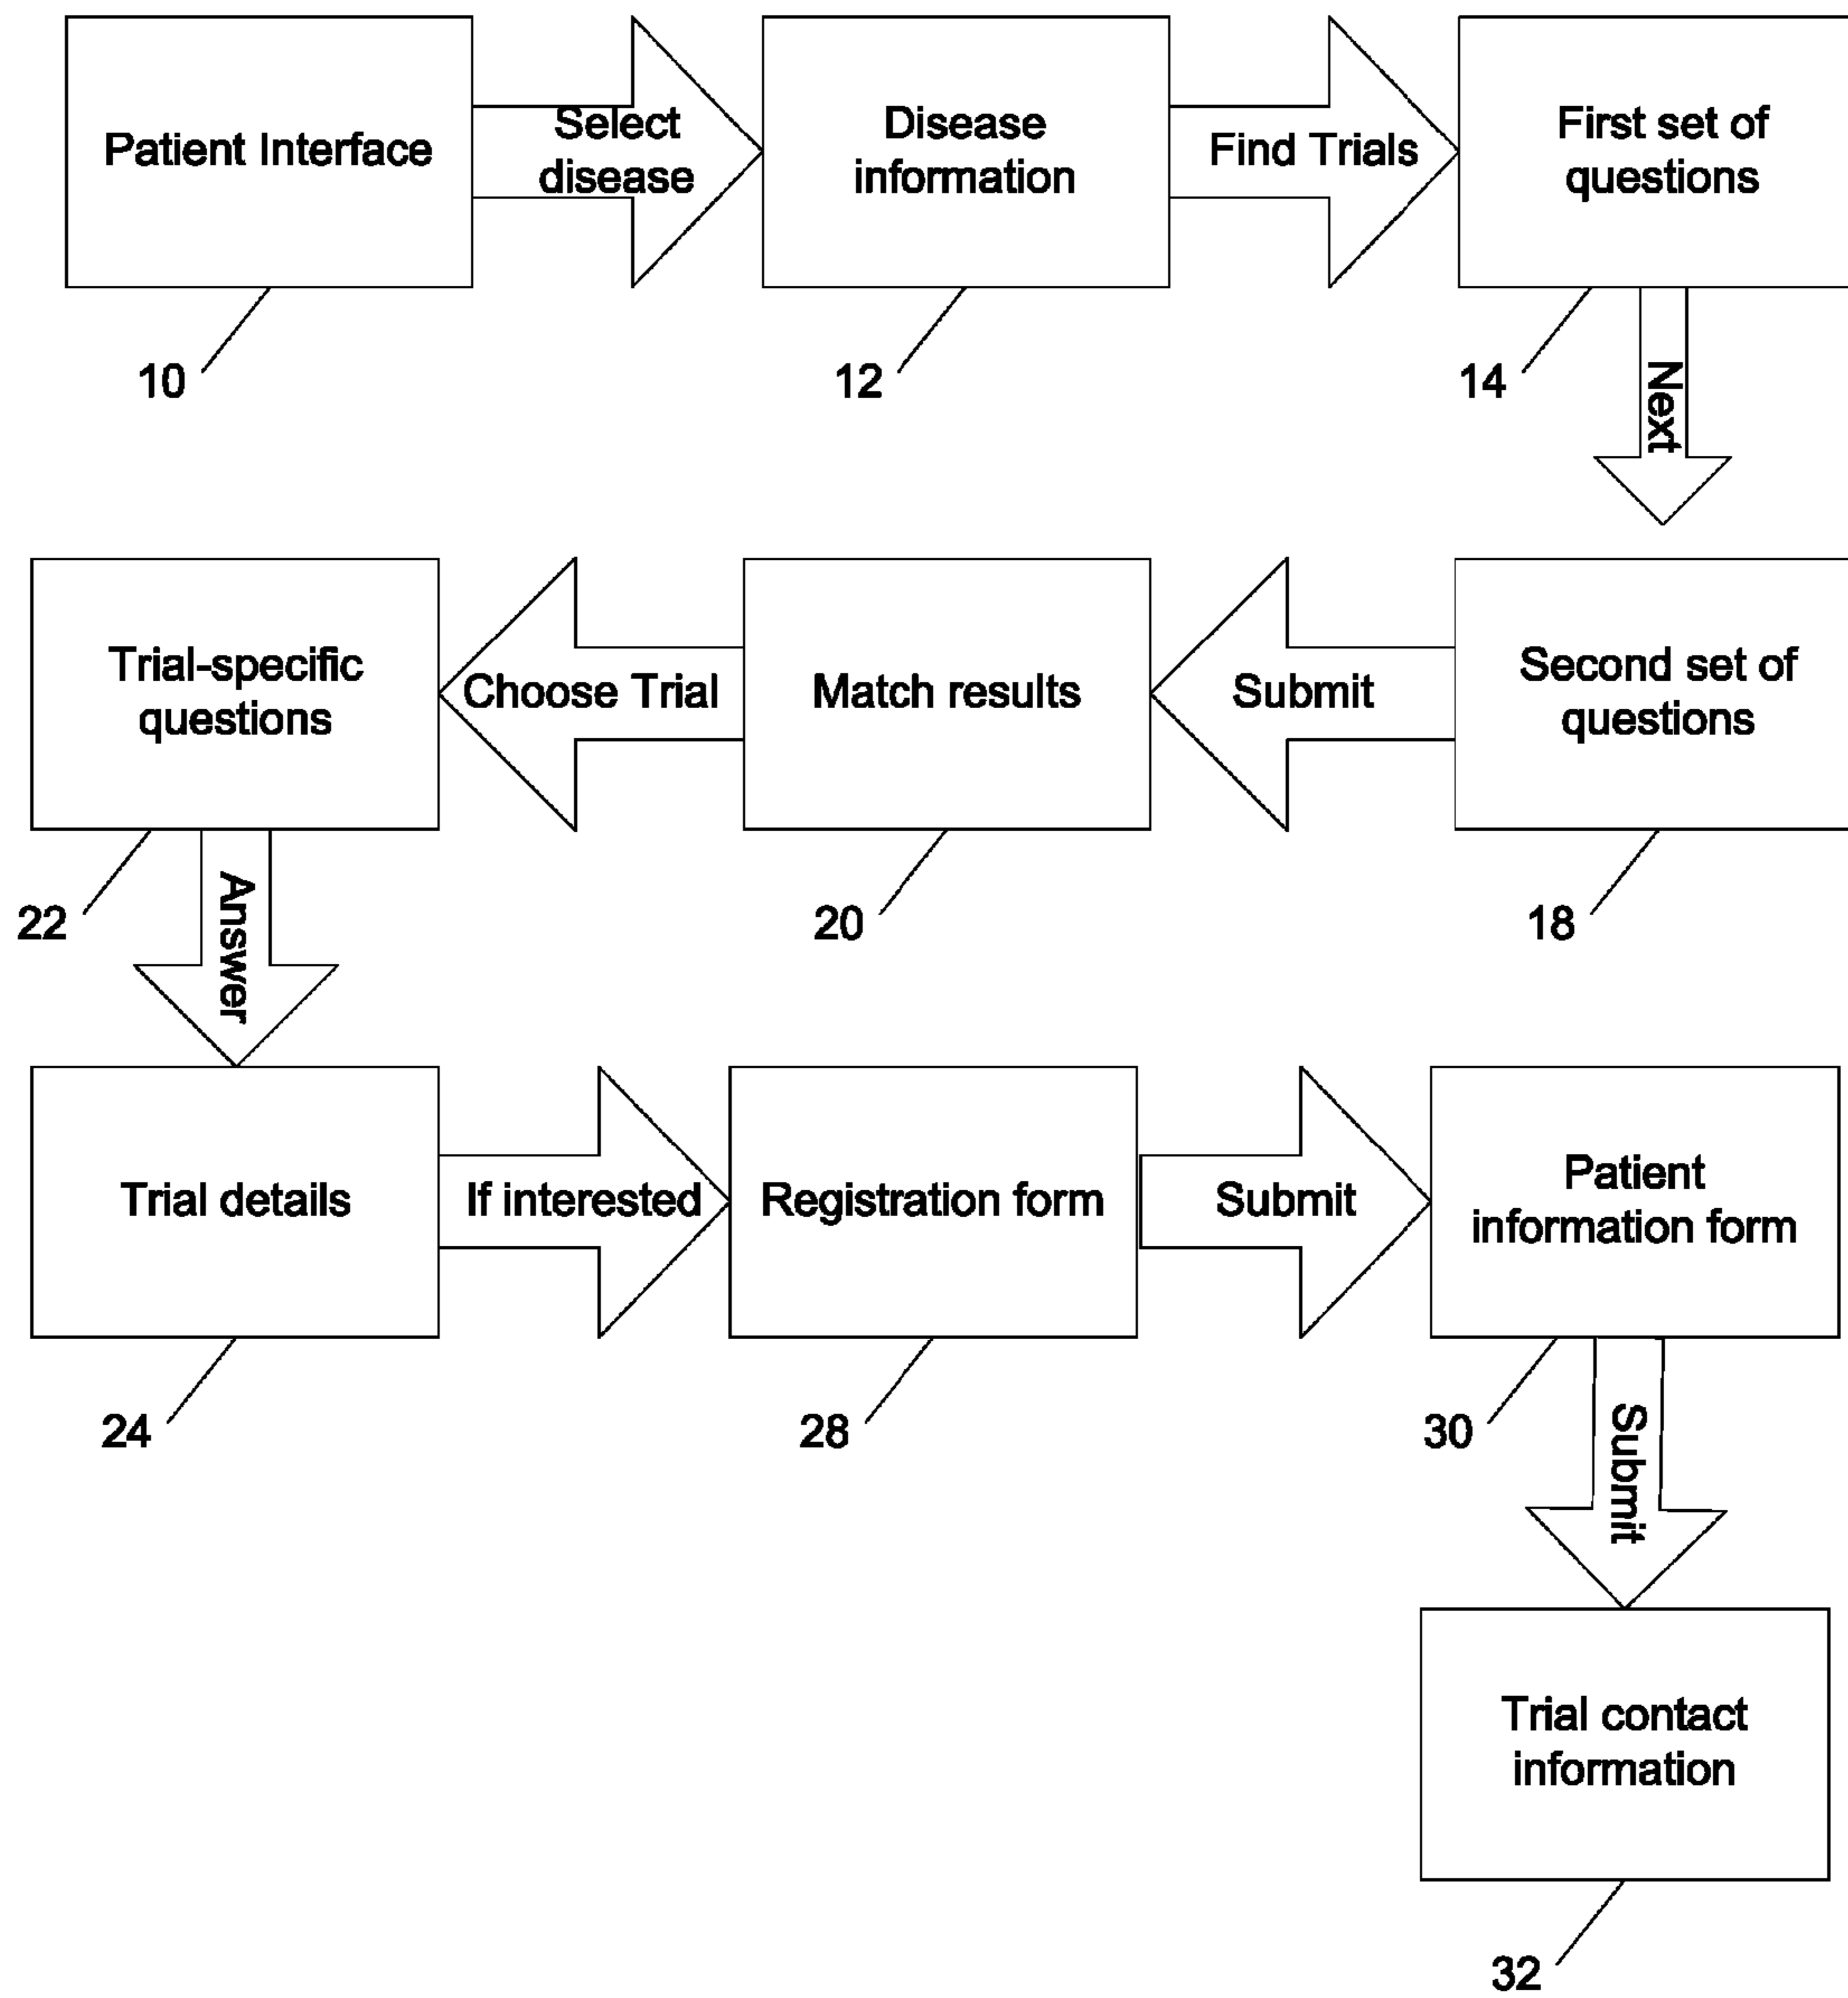 Patient Interface
Select
disease
Disease
information
Find Trials
First set of
questions
10
12
14
Next
Trial-specific
questions
Choose Trial
Match results
Submit
Second set of
questions
22
20
18
Answer
Trial details
If interested
Registration form
Submit
Patient
information form
24
28
30
Submit
Trial contact
information
32